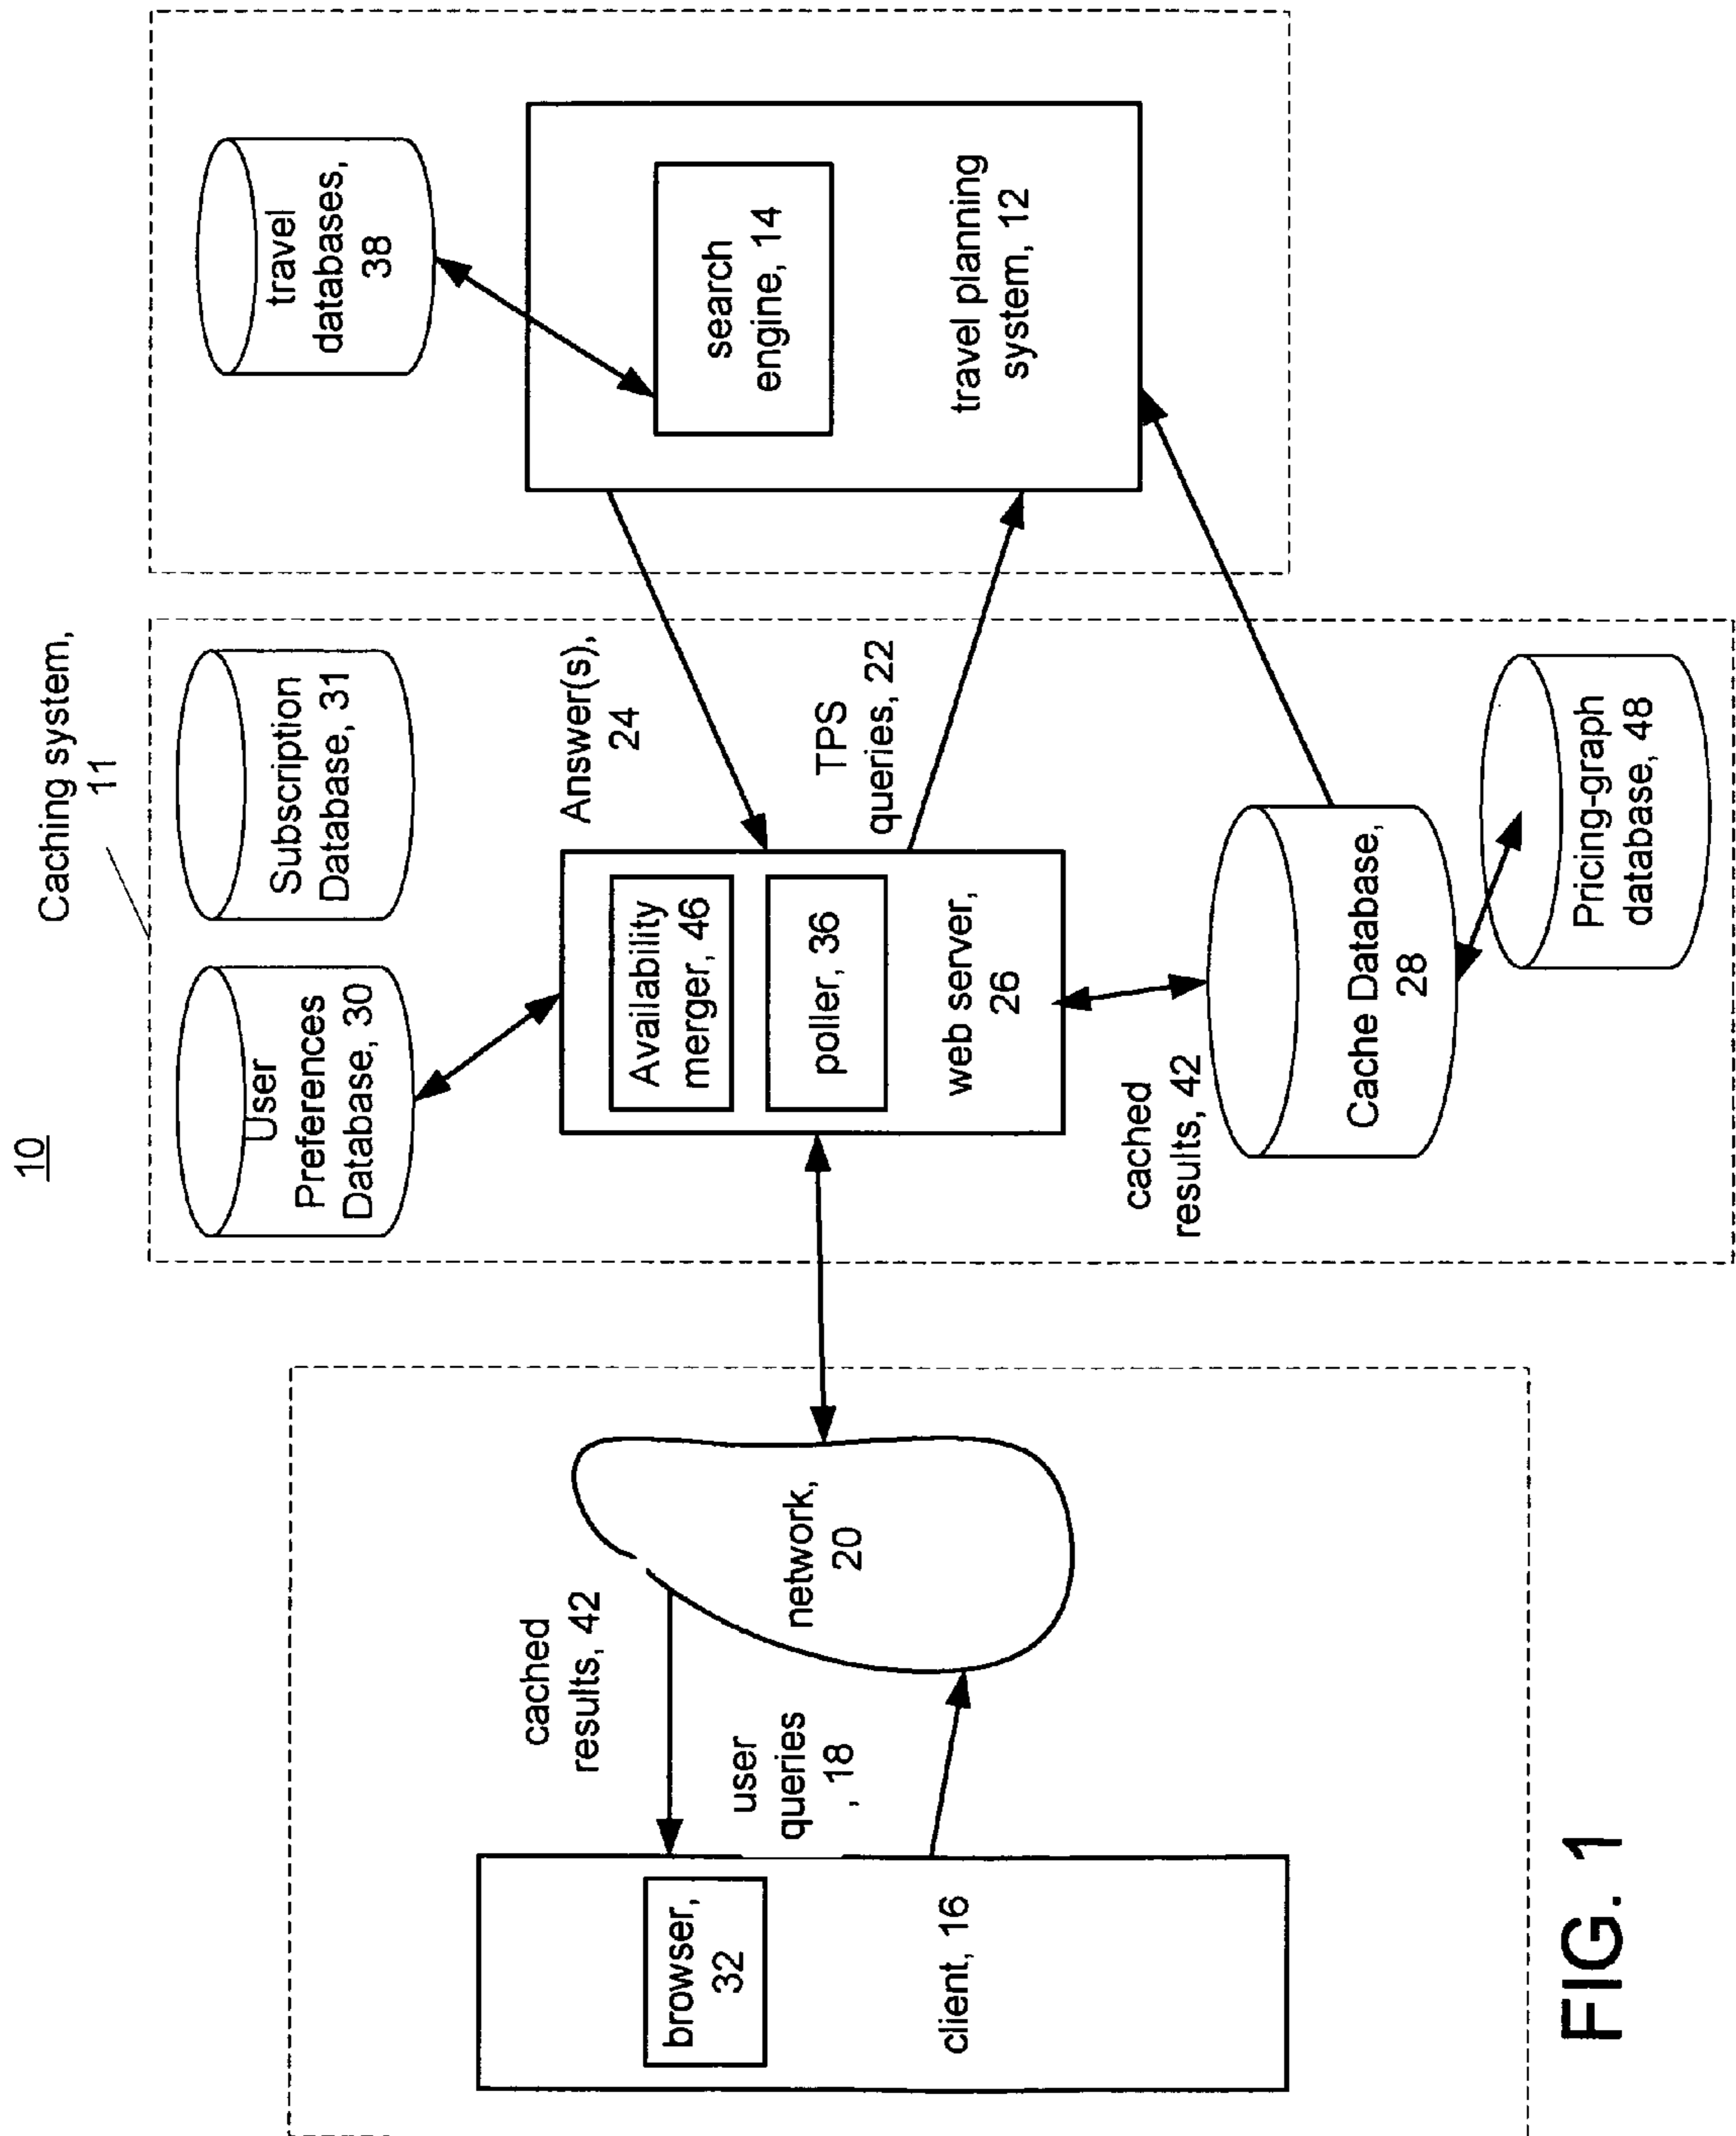 10
Caching system,
11
User
Preferences
Database, 30
Subscription
Database, 31
travel
databases,
38
cached
results, 42
browser,
32
user
queries
, 18
client, 16
network,
20
Availability
merger, 46
poller, 36
web server,
26
Answer(s),
24
TPS
queries, 22
search
engine, 14
travel planning
system, 12
cached
results, 42
Cache Database,
28
Pricing-graph
database, 48
FIG. 1